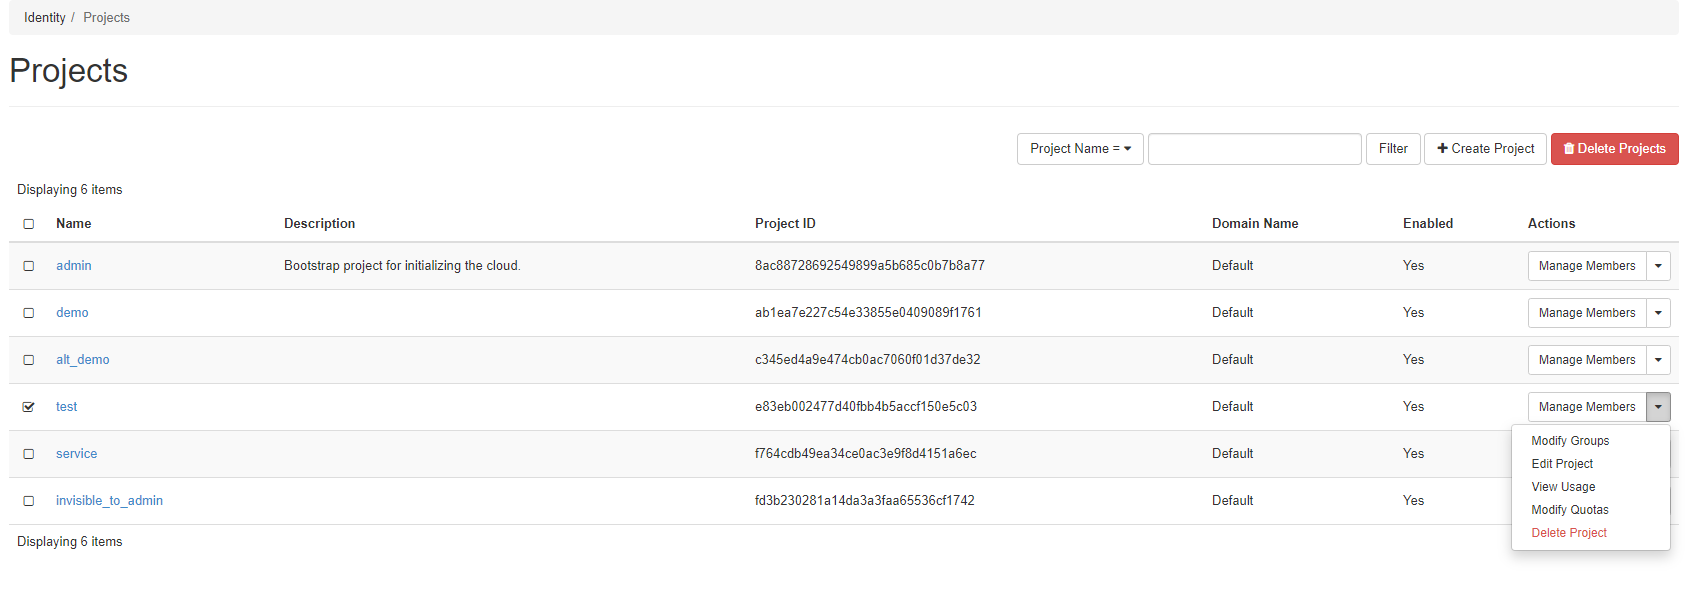 Identity / Projects
Projects
Project Name = Filter Create Project Delete Projects
Displaying 6 items
Name Description Project ID Domain Name Enabled Actions
admin Bootstrap project for initializing the cloud. 8ac88728692549899a5b685c0b7b8a77 Default Yes Manage Members
demo ab1ea7e227c54e33855e0409089f1761 Default Yes Manage Members
alt_demo c345ed4a9e474cb0ac7060f01d37de32 Default Yes Manage Members
test e83eb002477d40fbb4b5accf150e5c03 Default Yes Manage Members
Modify Groups
service f764cdb49ea34ce0ac3e9f8d4151a6ec Default Yes
Edit Project
View Usage
invisible_to_admin fd3b230281a14da3a3faa65536cf1742 Default Yes
Modify Quotas
Delete Project
Displaying 6 items